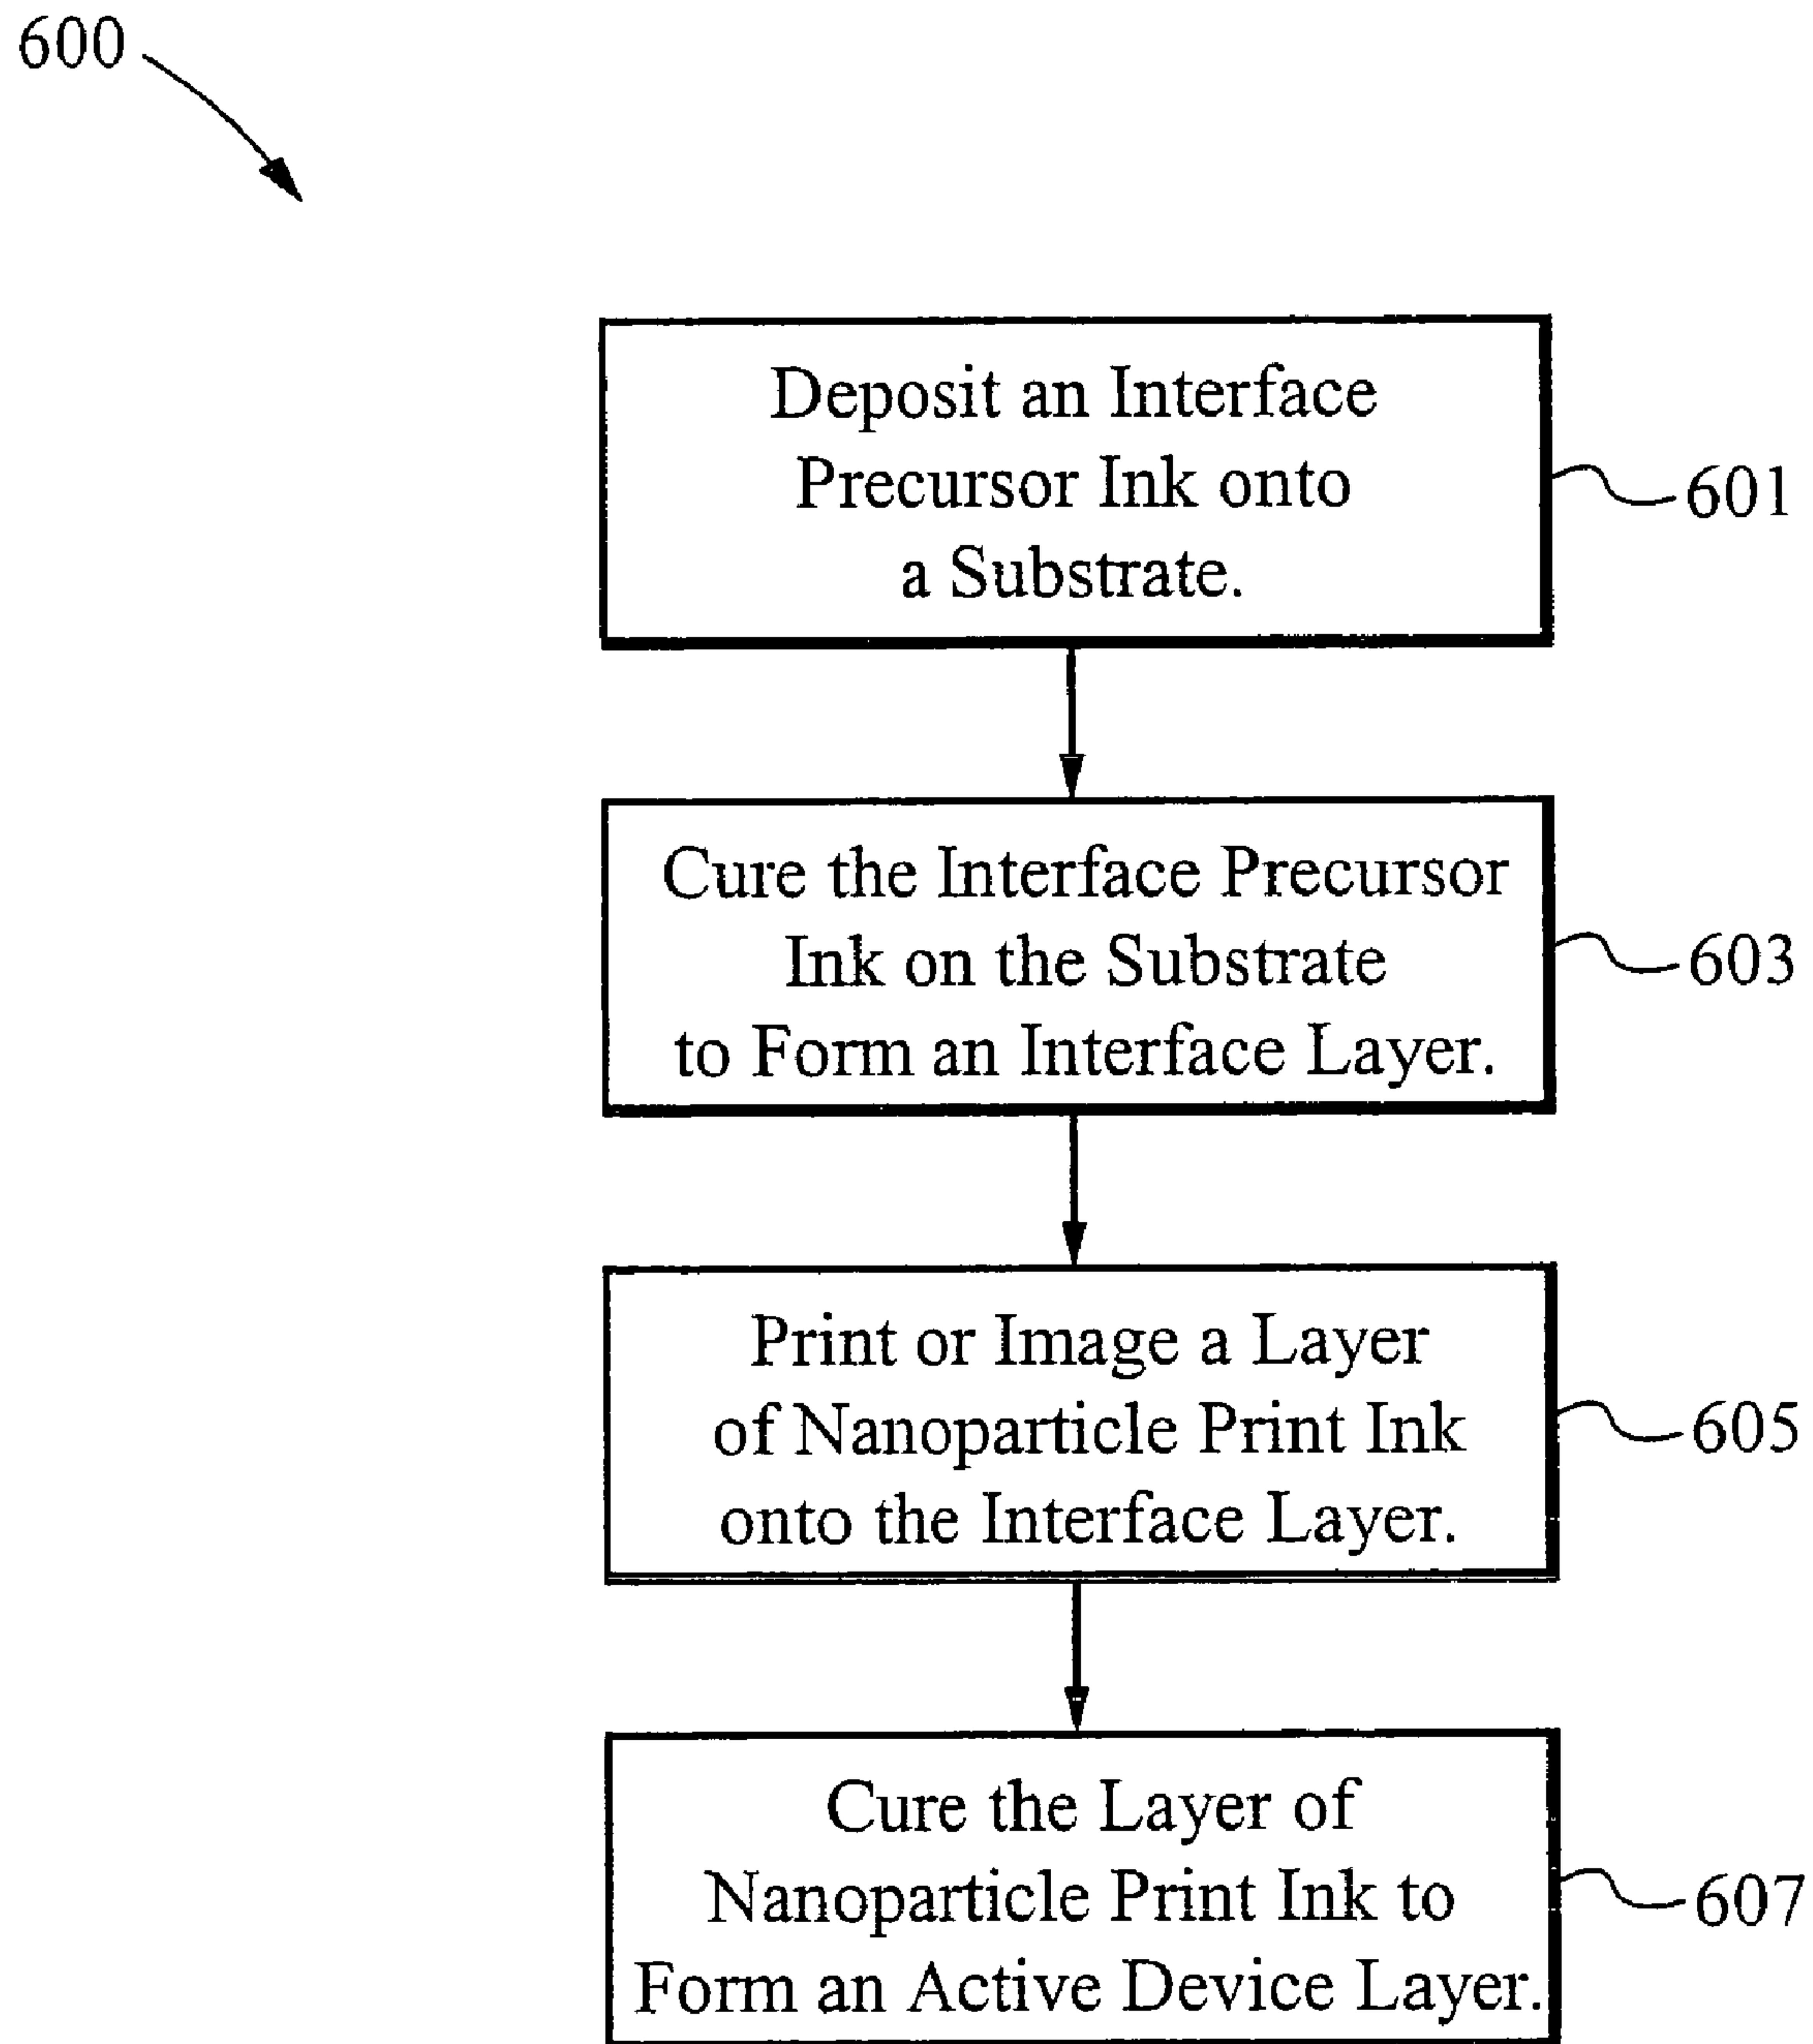 600
Deposit an Interface
Precursor Ink onto
a Substrate.
601
Cure the Interface Precursor
Ink on the Substrate
to Form an Interface Layer.
603
Print or Image a Layer
of Nanoparticle Print Ink
onto the Interface Layer.
605
Cure the Layer of
Nanoparticle Print Ink to
Form an Active Device Layer.
607